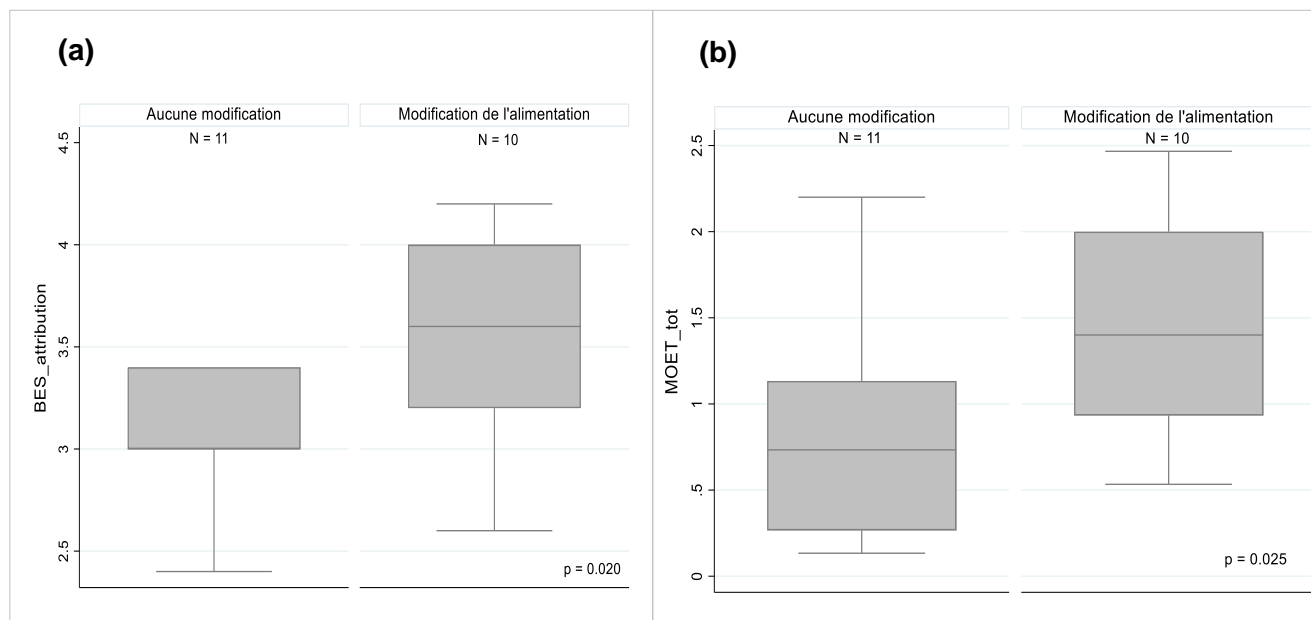 (a)
Aucune modification
Modification de l'alimentation
N = 11
N = 10
BES_attribution
4.5
4
3.5
3
2.5
p = 0.020
(b)
Aucune modification
Modification de l'alimentation
N = 11
N = 10
MOET_tot
2.5
2
1.5
1
.5
0
p = 0.025